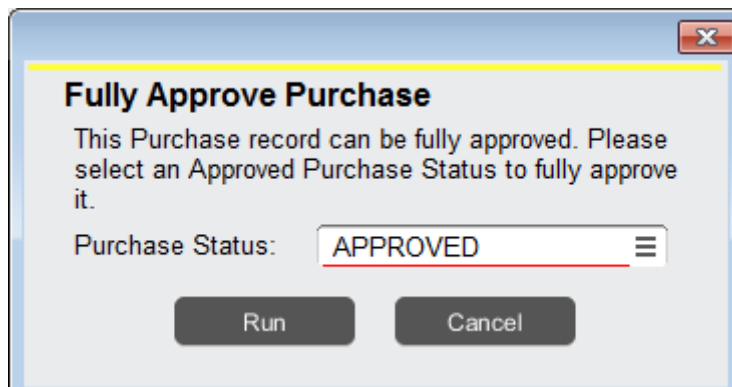 Fully Approve Purchase
This Purchase record can be fully approved. Please
select an Approved Purchase Status to fully approve
it.
Purchase Status: APPROVED
Run Cancel